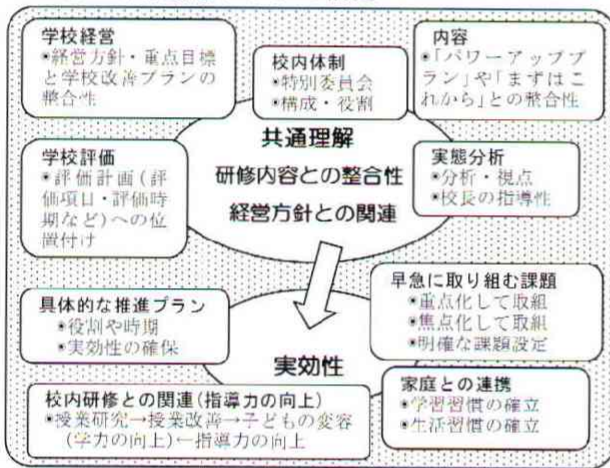 学校経営
*経営方針・重点目標
と学校改善プランの
整合性
校内体制
*特別委員会
*構成・役割
内容
*「パワーアップ
プラン」や「まずはこ
れから」との整合性
共通理解
研修内容との整合性
経営方針との関連
学校評価
*評価計画(評
価項目・評価時
期など)への位
置付け
実態分析
*分析・視点
*校長の指導性
早急に取り組む課題
*重点化して取組
*焦点化して取組
*明確な課題設定
具体的な推進プラン
*役割や時期
*実効性の確保
実効性
校内研修との関連(指導力の向上)
*授業研究→授業改善→子どもの変容
(学力の向上)←指導力の向上
家庭との連携
*学習習慣の確立
*生活習慣の確立